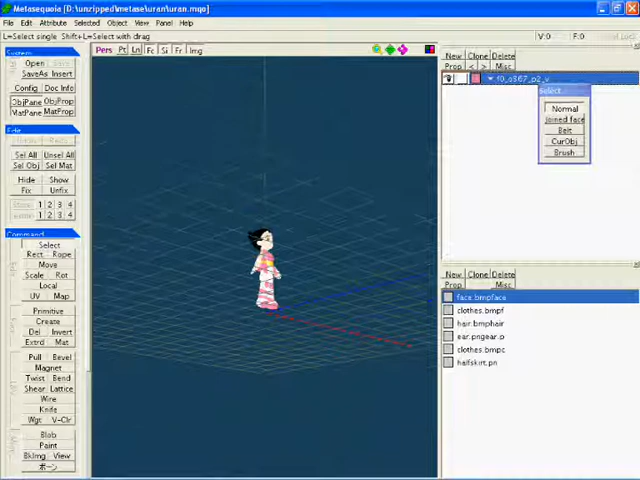 Metasequoia [D:\unzipped\metase\uran\uran.mqo]
File Edit Attribute Selected Object View Panel Help
L=Select single Shift+L=Select with drag
V:0 F:0
System
Open
SaveAs Insert
Config Doc Info
ObjPane ObjProp
MatPane MatProp
Edit
Sel All Unsel All
Sel Obj Sel Mat
Hide Show
Fix Unfix
1 2 3 4
1 2 3 4
Command
Select
Rect Rope
Move
Scale Rot
Local
UV Map
Primitive
Create
Del Invert
Extrd Mat
Pull Bevel
Magnet
Twist Bend
Shear Lattice
Wire
Knife
Wgt V-Clr
Blob
Paint
BkImg View
ボーン
Pers Pt Ln Fc Si Fr Img
New Clone Delete
Prop < > Misc
Select
Normal
Joined face
Belt
CurObj
Brush
New Clone Delete
Prop Misc
face.bmpface
clothes.bmpf
hair.bmphair
ear.pngear.p
clothes.bmpc
halfskirt.pn